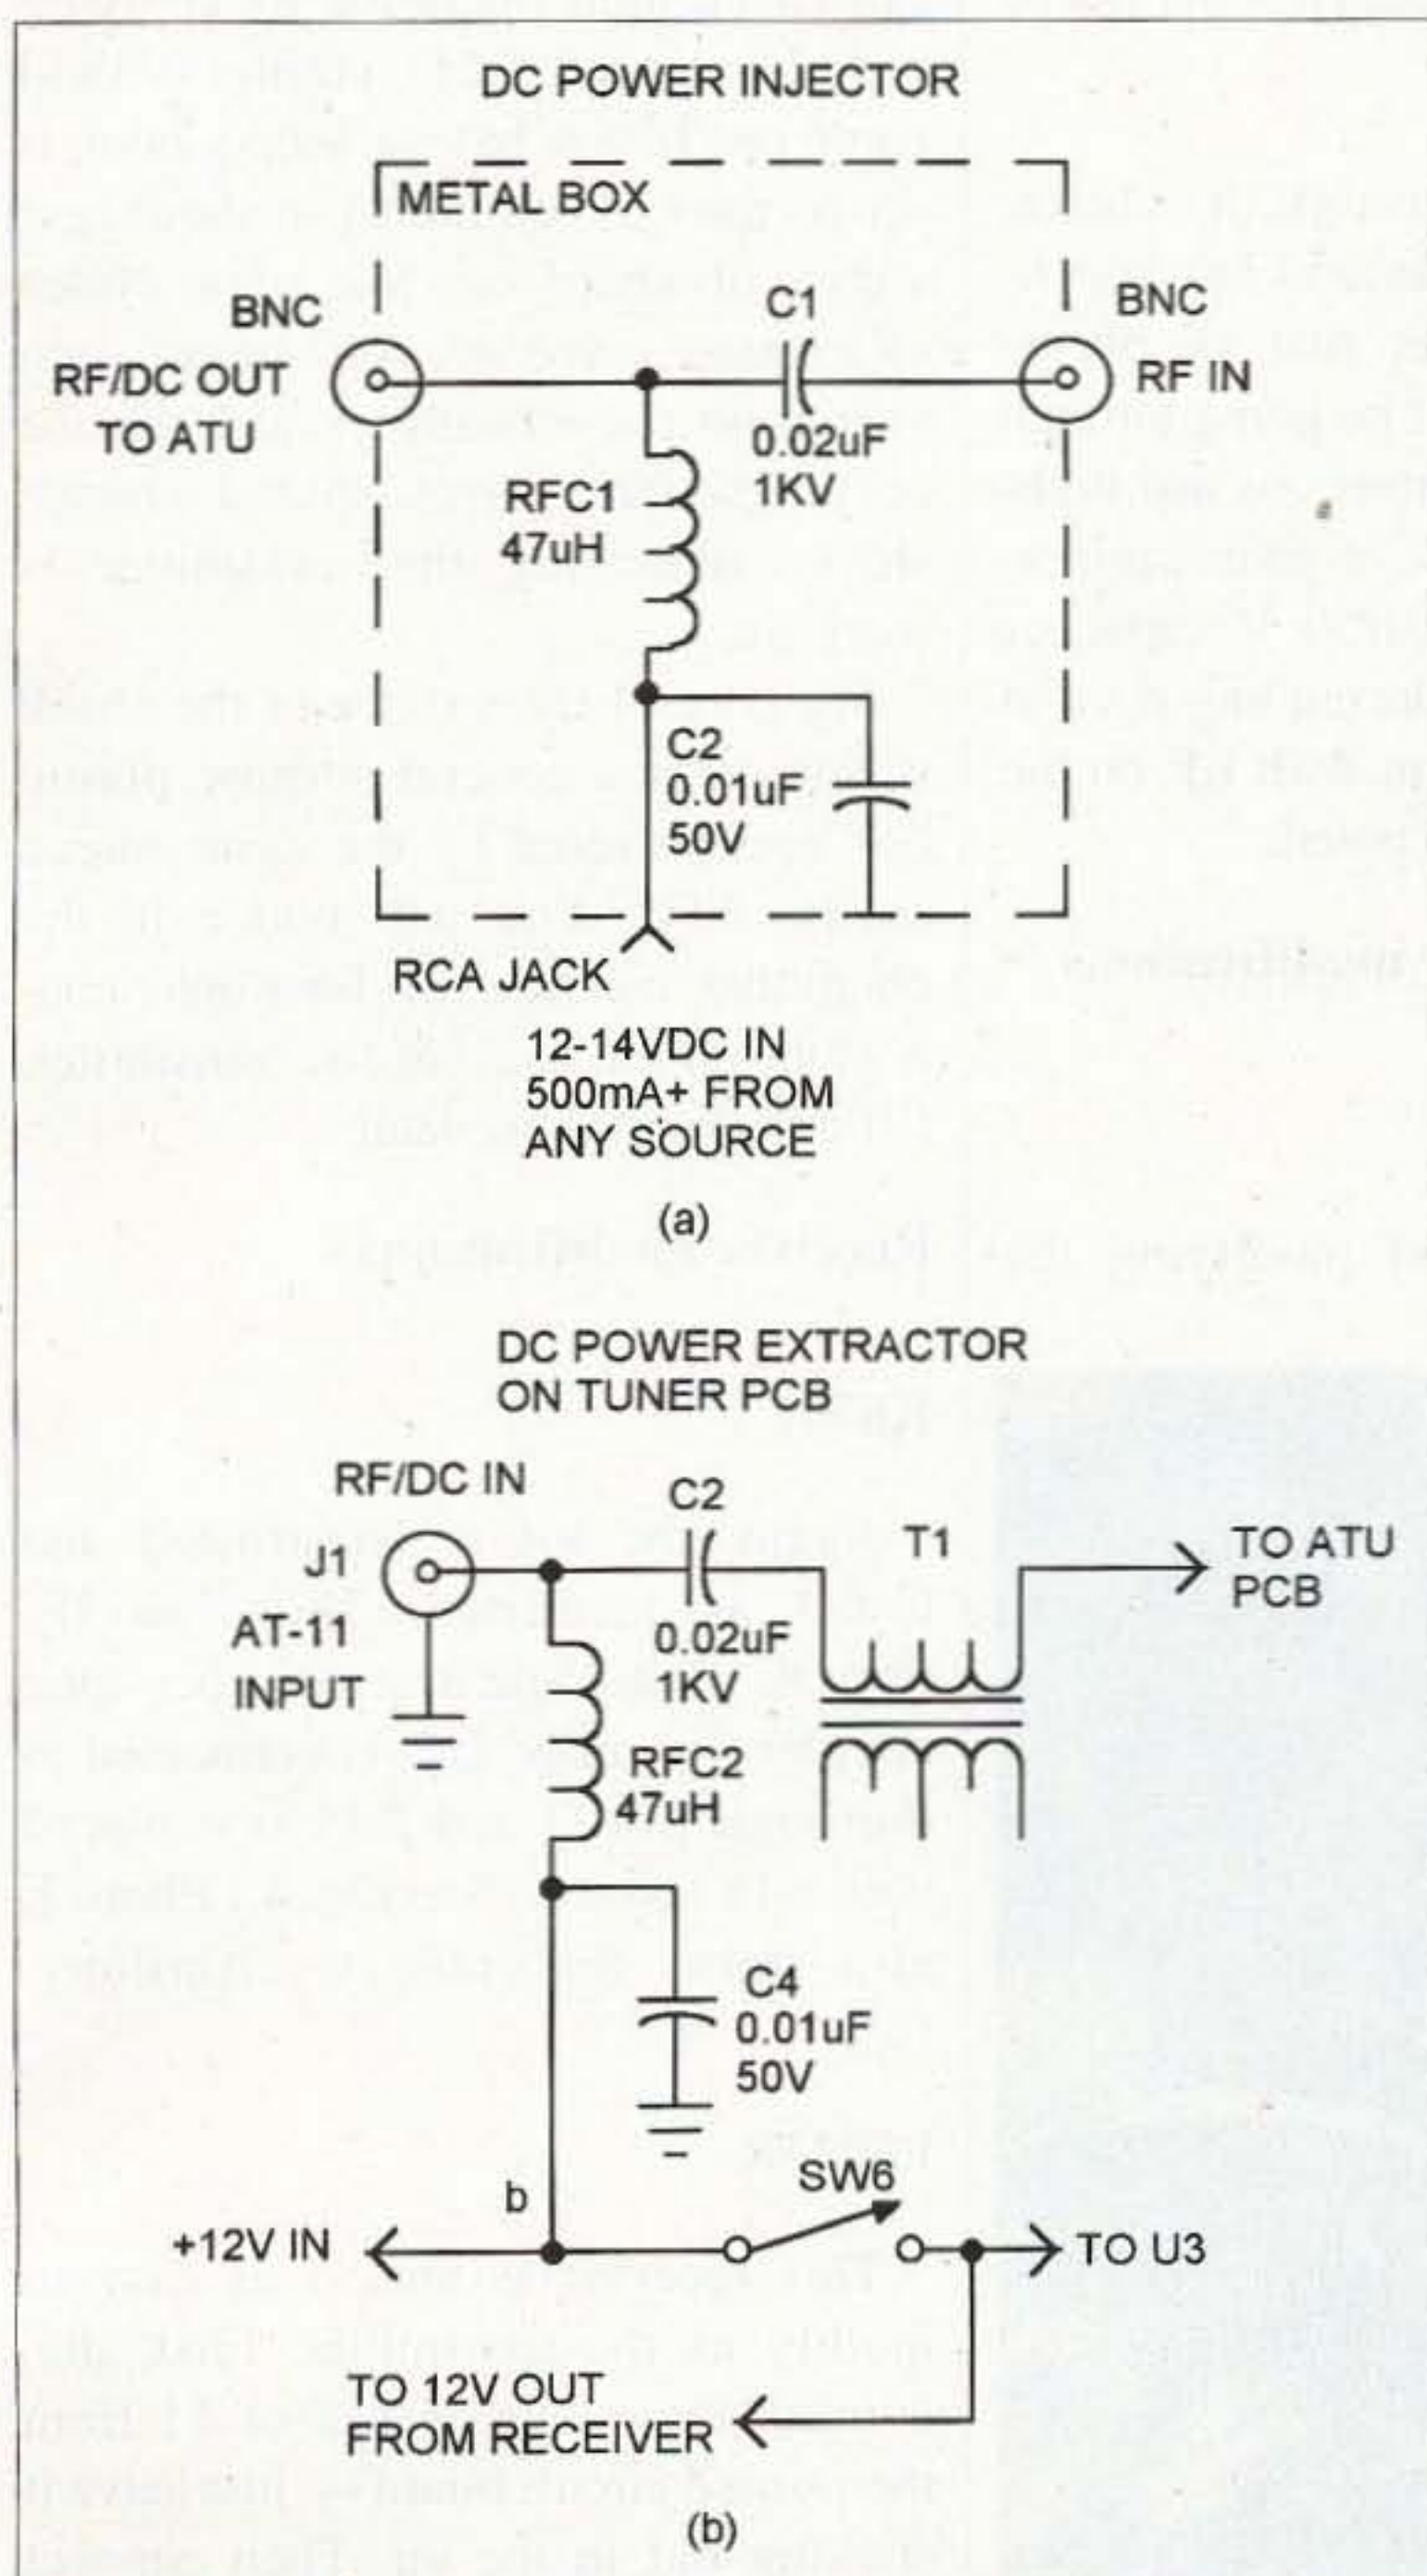 DC POWER INJECTOR
METAL BOX
BNC
RF/DC OUT
TO ATU
C1
0.02uF
1KV
BNC
RF IN
RFC1
47uH
C2
0.01uF
50V
RCA JACK
12-14VDC IN
500mA+ FROM
ANY SOURCE
(a)
DC POWER EXTRACTOR
ON TUNER PCB
RF/DC IN
J1
AT-11
INPUT
C2
0.02uF
1KV
T1
TO ATU
PCB
RFC2
47uH
C4
0.01uF
50V
b
SW6
+12V IN
TO U3
TO 12V OUT
FROM RECEIVER
(b)